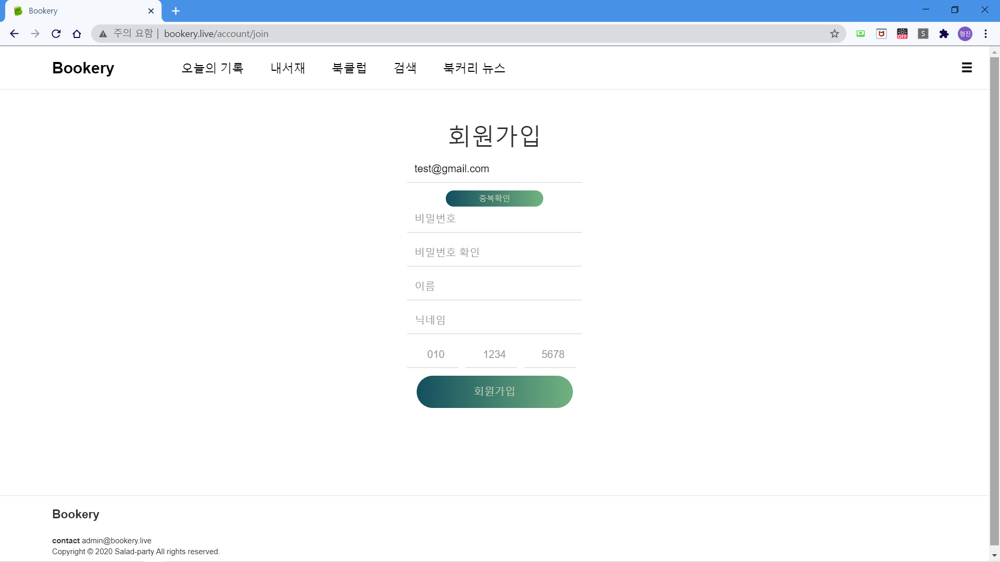 Bookery
주의 요함 | bookery.live/account/join
OFF
S
형진
Bookery 오늘의 기록 내서재 북클럽 검색 북커리 뉴스
회원가입
test@gmail.com
중복확인
비밀번호
비밀번호 확인
이름
닉네임
010 1234 5678
회원가입
Bookery
contact admin@bookery.live
Copyright © 2020 Salad-party All rights reserved.